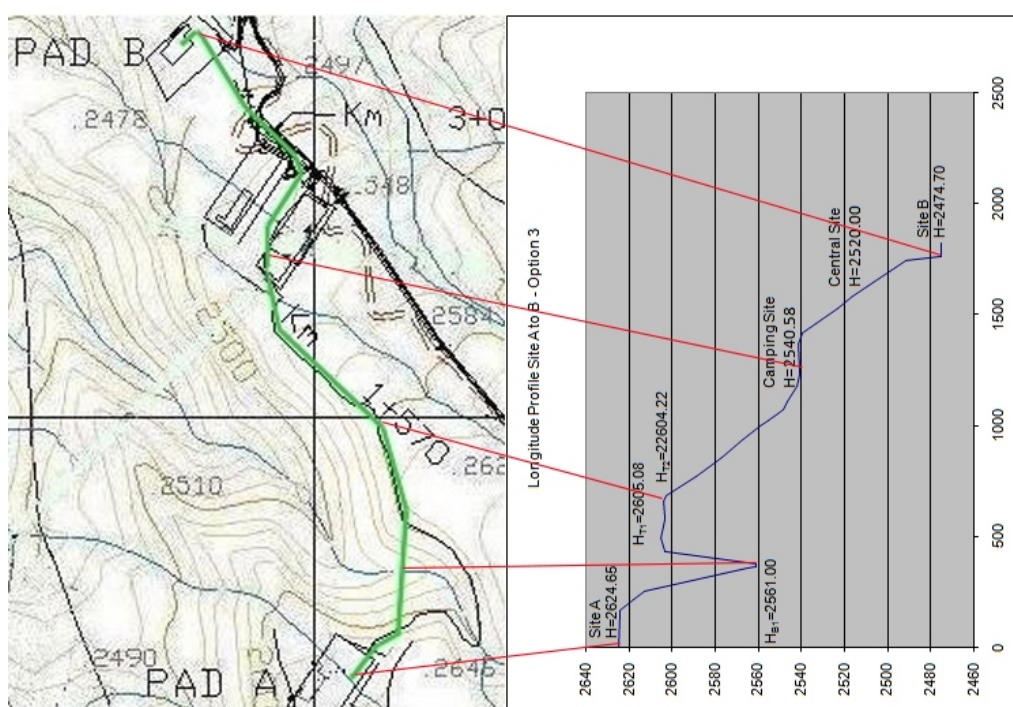 PAD B
.2497
Km
3+0
.2478
.2548
2500
.2584
Km
1+570
.262
.2510
.2490
PAD A
.2646
Longitude Profile Site A to B - Option 3
Site A
H=2624.65
HB1=2561.00
HT1=2605.08
HT2=22604.22
Camping Site
H=2540.58
Central Site
H=2520.00
Site B
H=2474.70
2640
2620
2600
2580
2560
2540
2520
2500
2480
2460
0
500
1000
1500
2000
2500